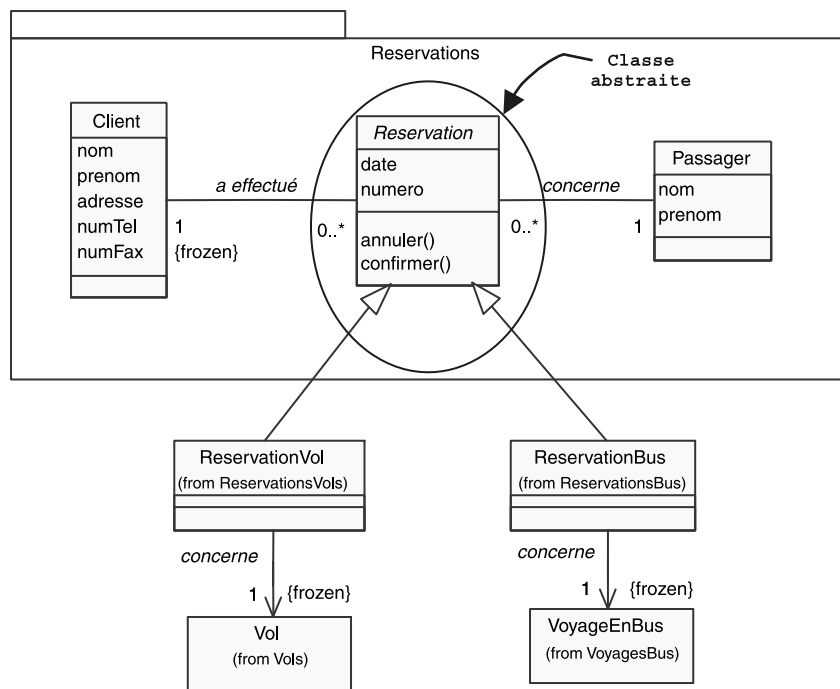 Reservations
Classe
abstraite
Client
nom
prenom
adresse
numTel
numFax
a effectué
1
{frozen}
0..*
Reservation
date
numero
annuler()
confirmer()
concerne
0..*
1
Passager
nom
prenom
ReservationVol
(from ReservationsVols)
ReservationBus
(from ReservationsBus)
concerne
1
{frozen}
concerne
1
{frozen}
Vol
(from Vols)
VoyageEnBus
(from VoyagesBus)